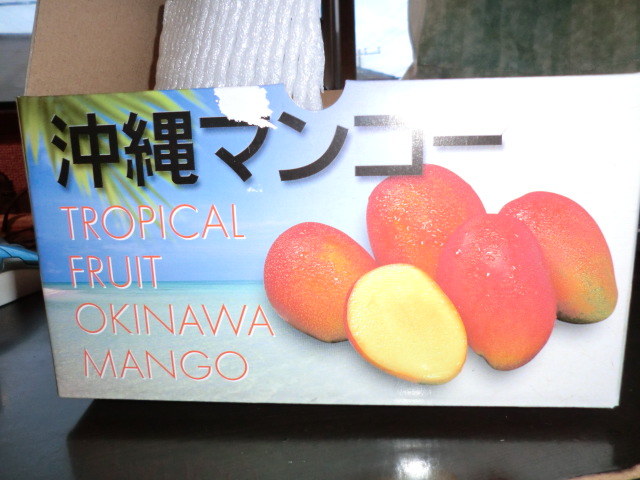 沖縄マンゴー
TROPICAL
FRUIT
OKINAWA
MANGO